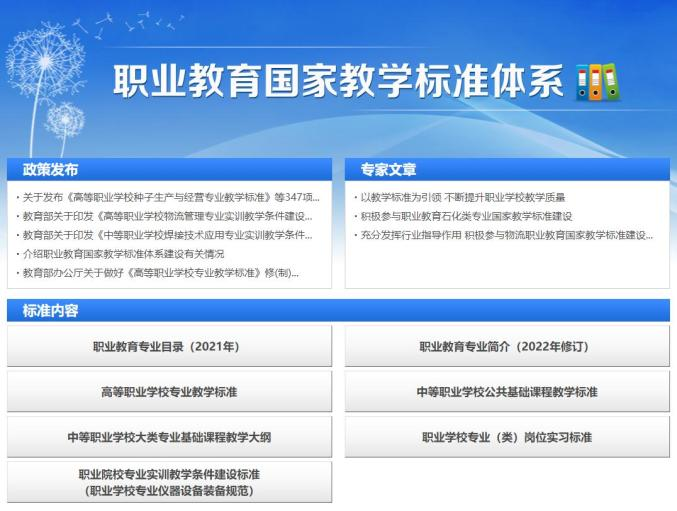 职业教育国家教学标准体系
政策发布
· 关于发布《高等职业学校种子生产与经营专业教学标准》等347项...
· 教育部关于印发《高等职业学校物流管理专业实训教学条件建设...
· 教育部关于印发《中等职业学校焊接技术应用专业实训教学条件...
· 介绍职业教育国家教学标准体系建设有关情况
· 教育部办公厅关于做好《高等职业学校专业教学标准》修(制)...
专家文章
· 以教学标准为引领 不断提升职业学校教学质量
· 积极参与职业教育石化类专业国家教学标准建设
· 充分发挥行业指导作用 积极参与物流职业教育国家教学标准建设...
标准内容
职业教育专业目录（2021年）
职业教育专业简介（2022年修订）
高等职业学校专业教学标准
中等职业学校公共基础课程教学标准
中等职业学校大类专业基础课程教学大纲
职业学校专业（类）岗位实习标准
职业院校专业实训教学条件建设标准
（职业学校专业仪器设备装备规范）